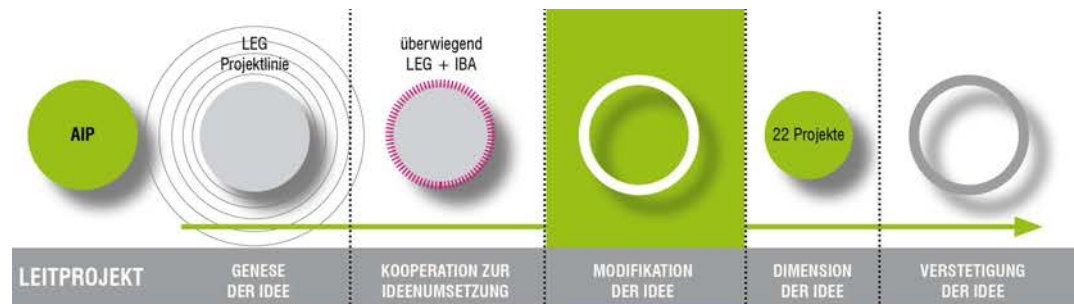 AIP
LEG
Projektlinie
überwiegend
LEG + IBA
22 Projekte
LEITPROJEKT
GENESE
DER IDEE
KOOPERATION ZUR
IDEENUMSETZUNG
MODIFIKATION
DER IDEE
DIMENSION
DER IDEE
VERSTETIGUNG
DER IDEE